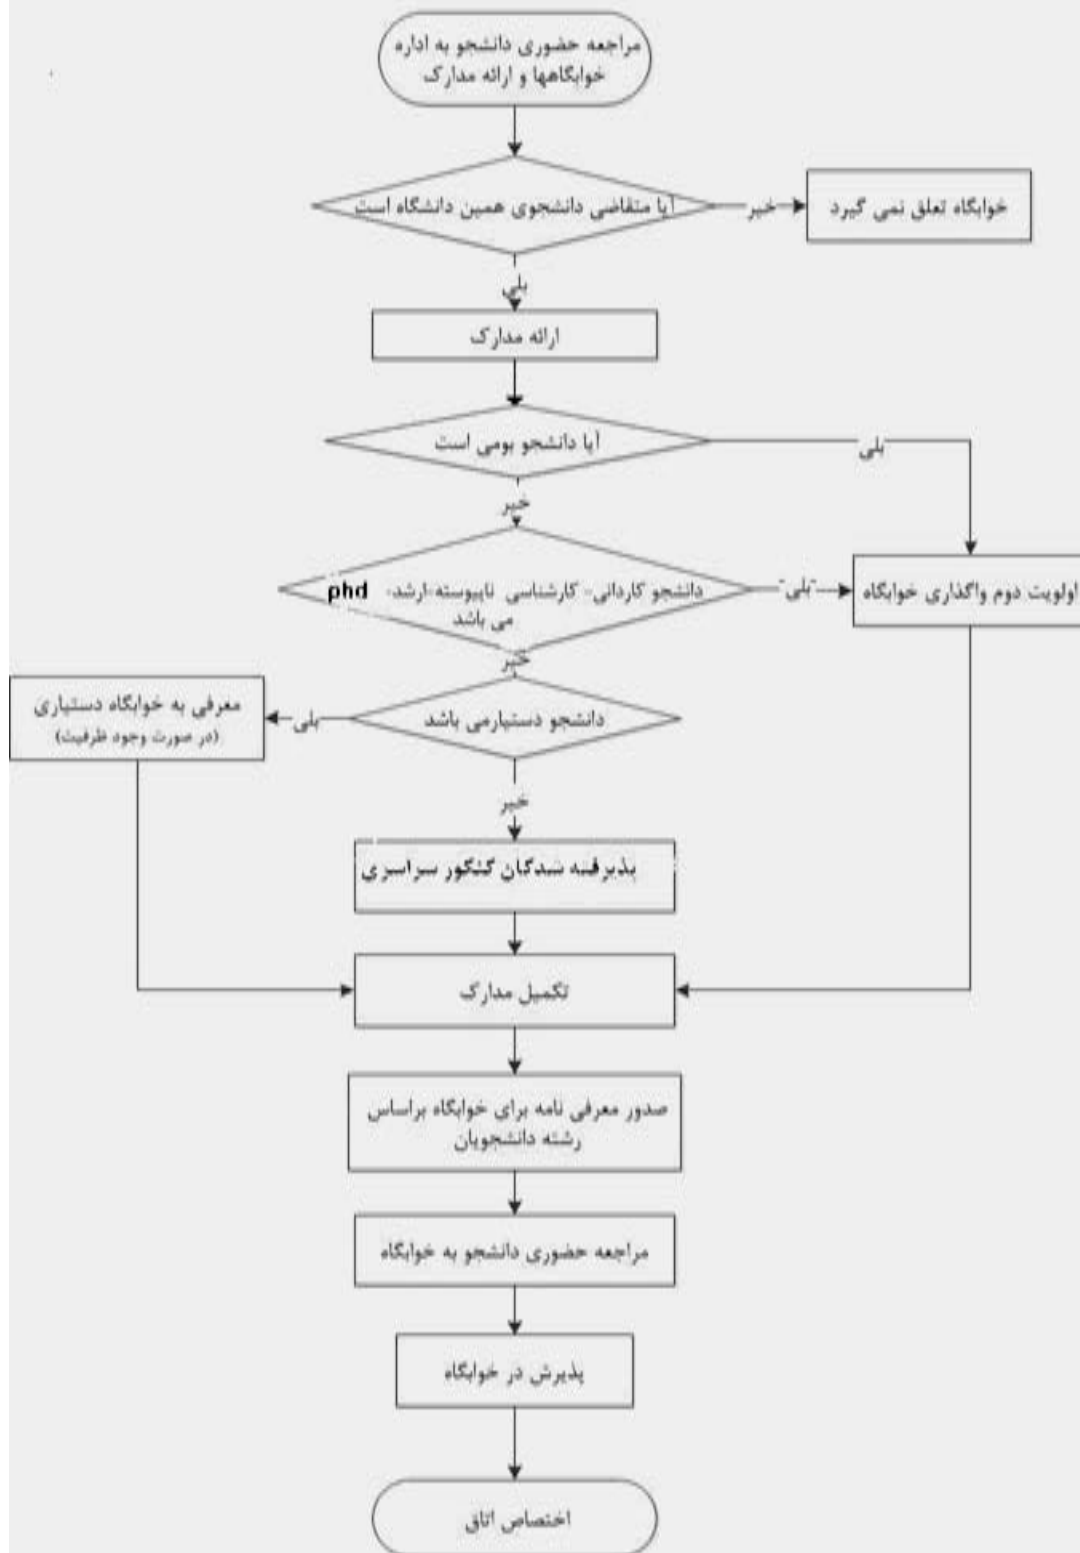 مراجعه حضوری دانشجو به اداره
خوابگاهها و ارائه مدارک
آیا متقاضی دانشجوی همین دانشگاه است
خیر
خوابگاه تعلق نمی گیرد
بلی
ارائه مدارک
آیا دانشجو بومی است
بلی
خیر
دانشجو کاردانی- کارشناسی ناپیوسته-ارشد- phd
می باشد
بلی-
اولویت دوم واگذاری خوابگاه
خیر
دانشجو دستیارمی باشد
بلی
معرفی به خوابگاه دستیاری
(در صورت وجود ظرفیت)
خیر
پذیرفته شدگان کنکور سراسری
تکمیل مدارک
صدور معرفی نامه برای خوابگاه براساس
رشته دانشجویان
مراجعه حضوری دانشجو به خوابگاه
پذیرش در خوابگاه
اختصاص اتاق